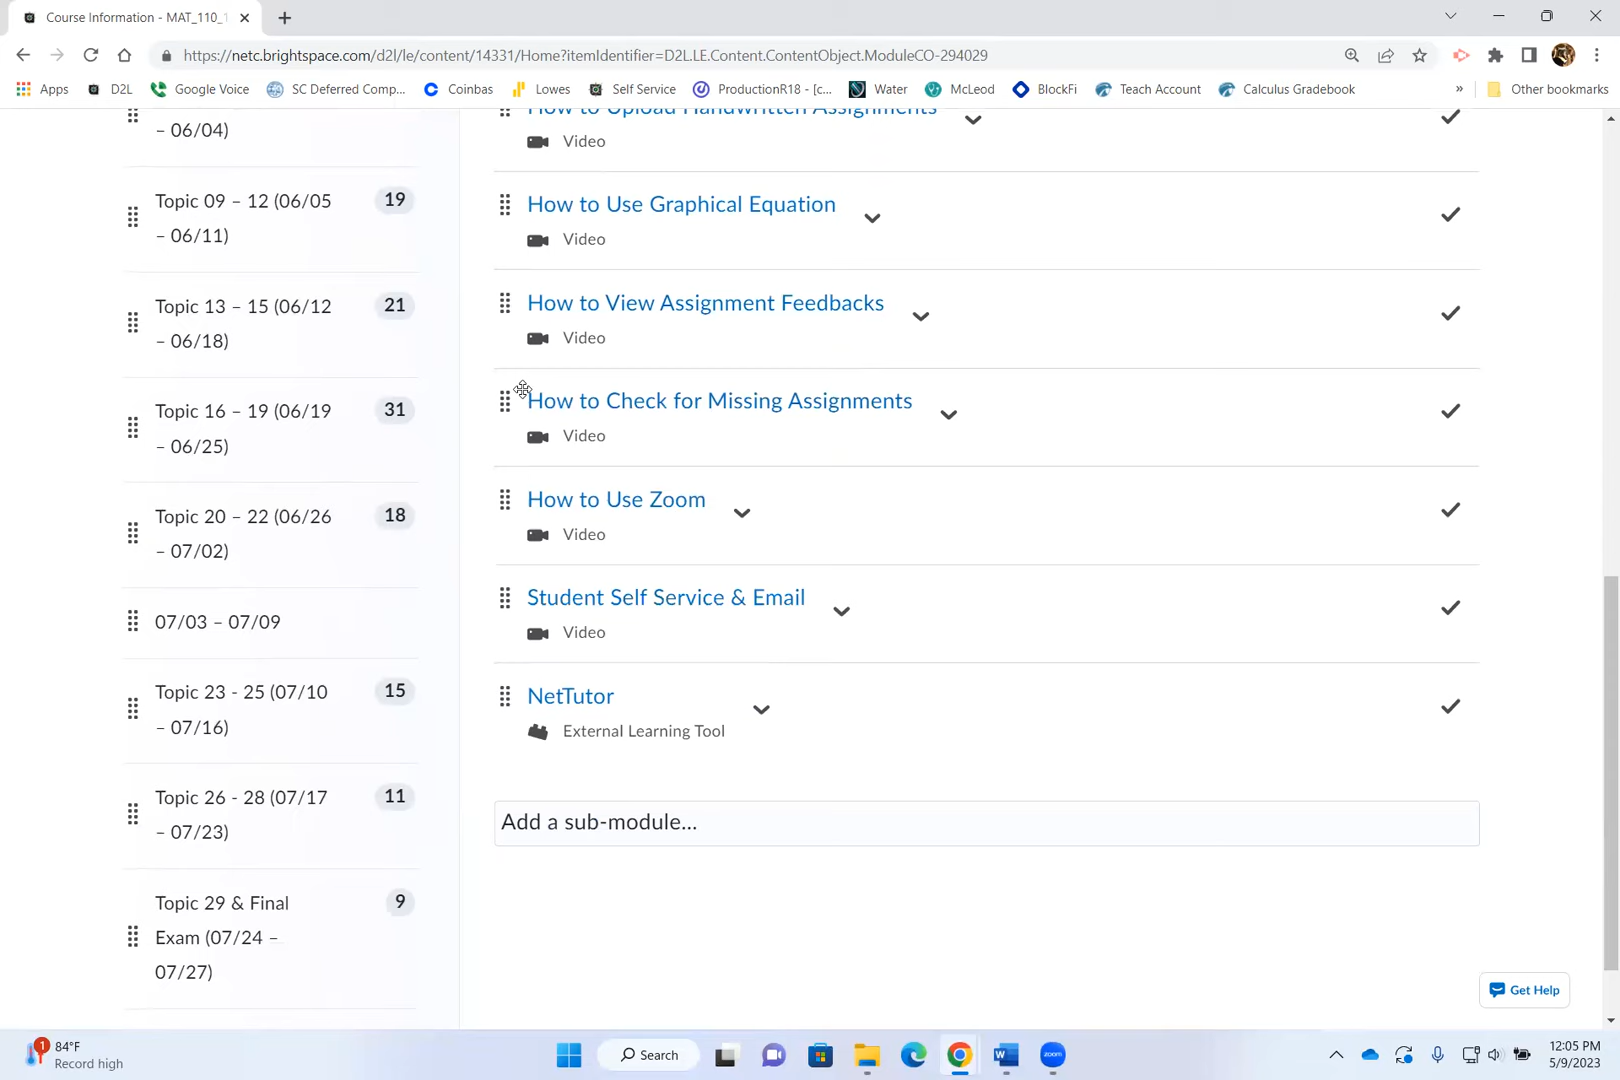 Course Information - MAT_110_1
https://netc.brightspace.com/d2l/le/content/14331/Home?itemIdentifier=D2L.LE.Content.ContentObject.ModuleCO-294029
Apps D2L Google Voice SC Deferred Comp... Coinbas Lowes Self Service ProductionR18 - [c... Water McLeod BlockFi Teach Account Calculus Gradebook » Other bookmarks
– 06/04)
Topic 09 – 12 (06/05 19
– 06/11)
Topic 13 – 15 (06/12 21
– 06/18)
Topic 16 – 19 (06/19 31
– 06/25)
Topic 20 – 22 (06/26 18
– 07/02)
07/03 – 07/09
Topic 23 - 25 (07/10 15
– 07/16)
Topic 26 - 28 (07/17 11
– 07/23)
Topic 29 & Final 9
Exam (07/24 –
07/27)
How to Upload Handwritten Assignments
Video
How to Use Graphical Equation
Video
How to View Assignment Feedbacks
Video
How to Check for Missing Assignments
Video
How to Use Zoom
Video
Student Self Service & Email
Video
NetTutor
External Learning Tool
Add a sub-module...
Get Help
1
84°F
Record high
Search
zoom
12:05 PM
5/9/2023